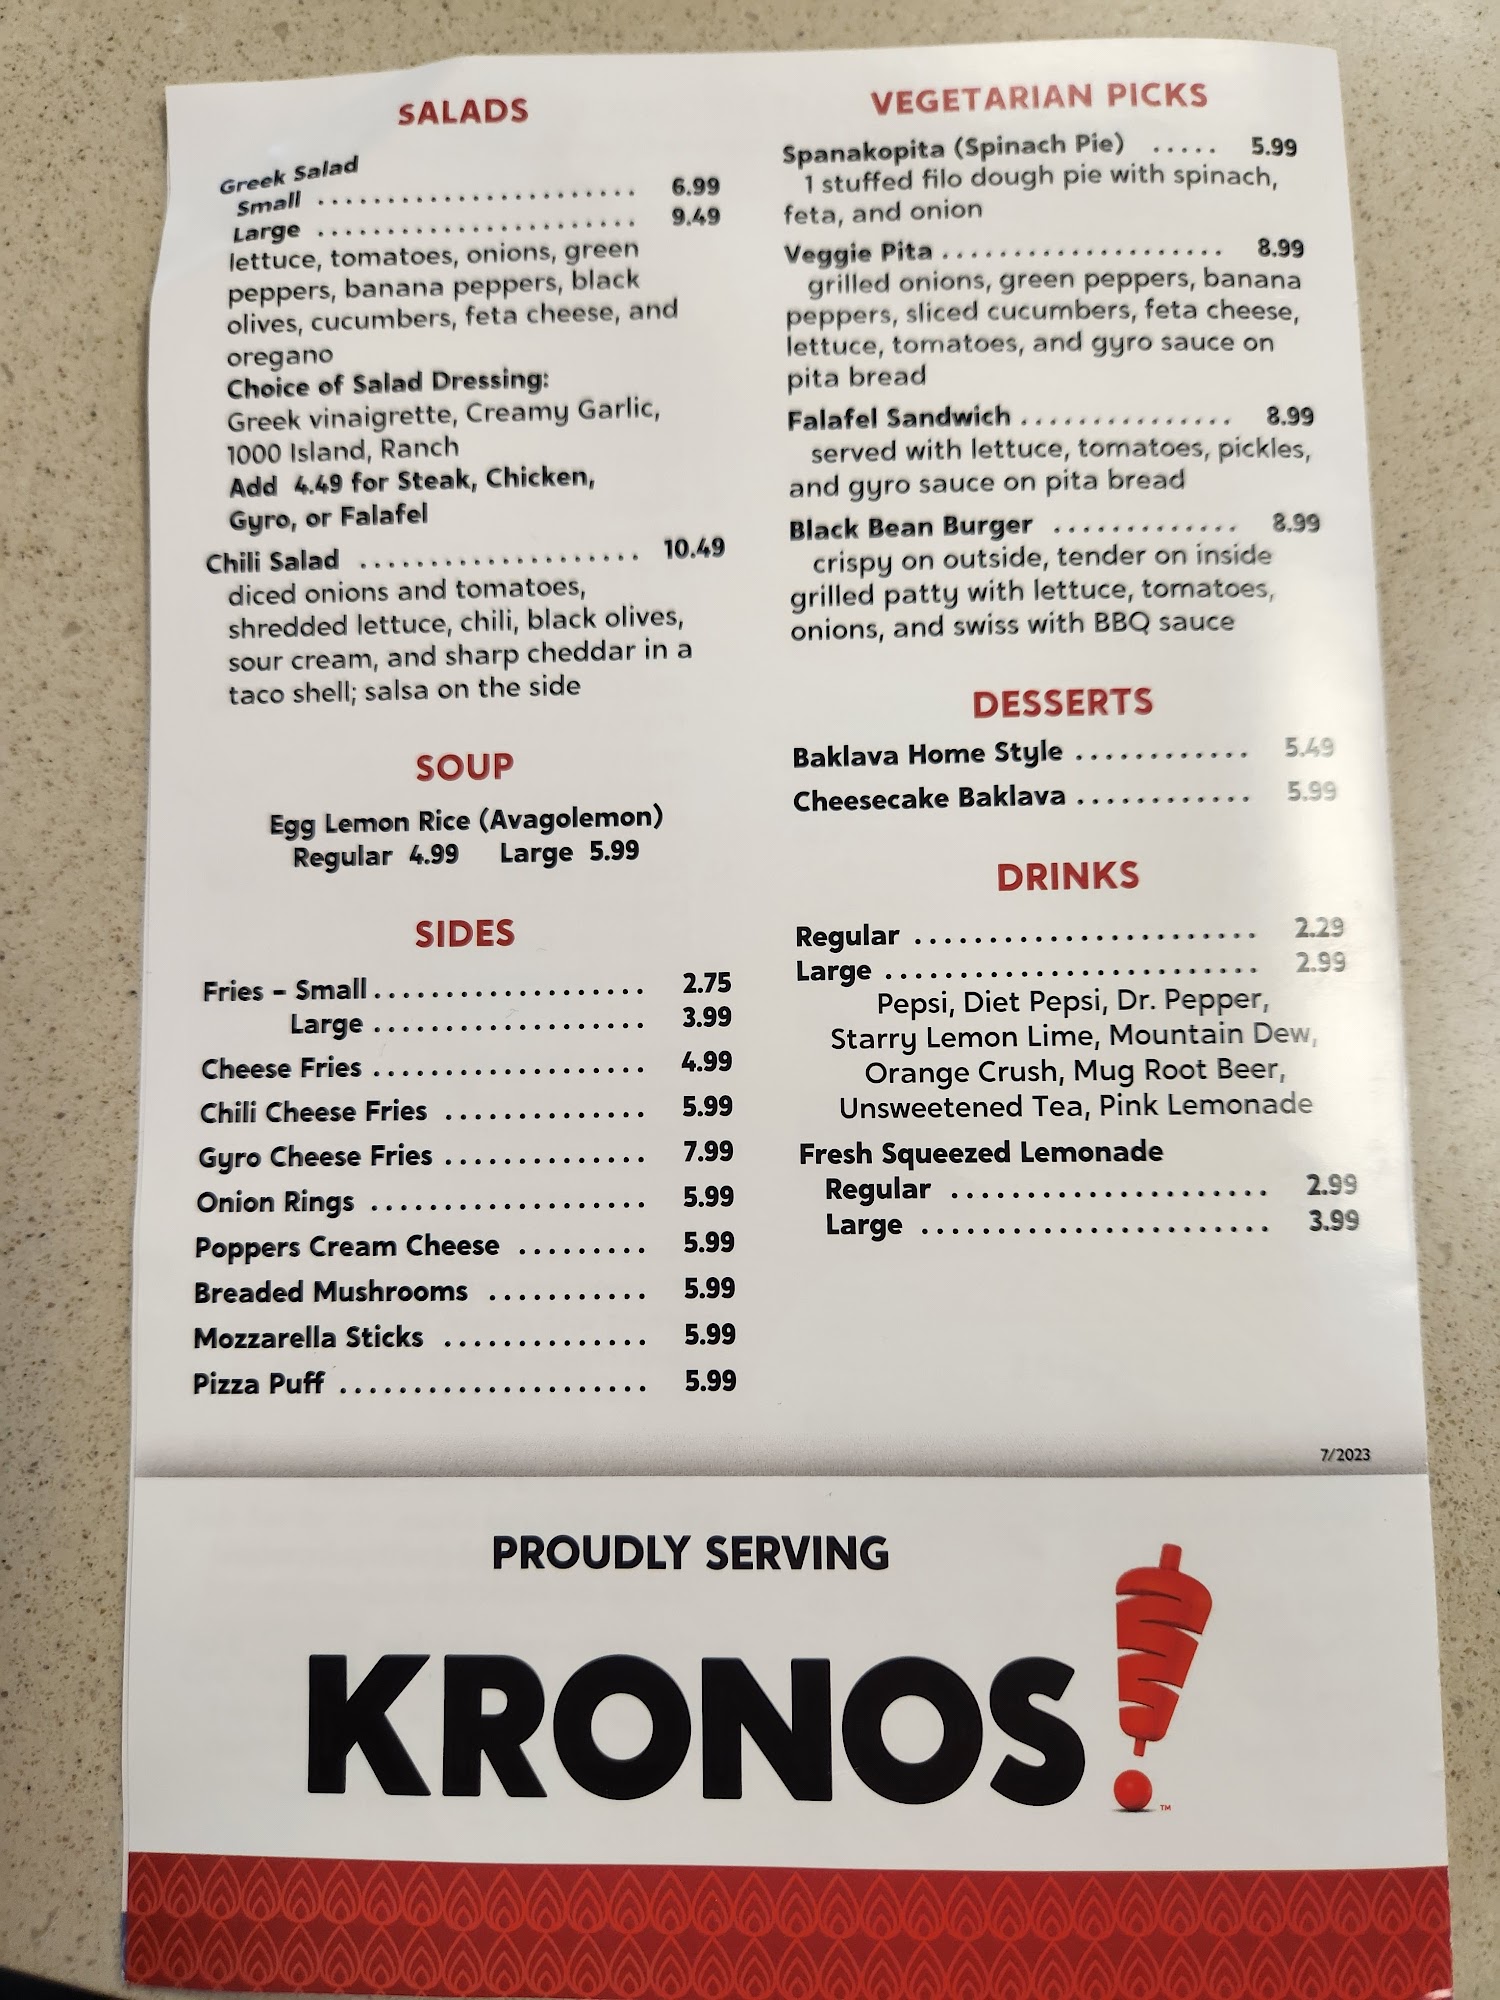 SALADS
Greek Salad
Small ........................ 6.99
Large ........................ 9.49
lettuce, tomatoes, onions, green
peppers, banana peppers, black
olives, cucumbers, feta cheese, and
oregano
Choice of Salad Dressing:
Greek vinaigrette, Creamy Garlic,
1000 Island, Ranch
Add 4.49 for Steak, Chicken,
Gyro, or Falafel
Chili Salad .................... 10.49
diced onions and tomatoes,
shredded lettuce, chili, black olives,
sour cream, and sharp cheddar in a
taco shell; salsa on the side
SOUP
Egg Lemon Rice (Avagolemon)
Regular 4.99 Large 5.99
SIDES
Fries – Small ................... 2.75
Large ................... 3.99
Cheese Fries ................... 4.99
Chili Cheese Fries .............. 5.99
Gyro Cheese Fries .............. 7.99
Onion Rings ................... 5.99
Poppers Cream Cheese ......... 5.99
Breaded Mushrooms ........... 5.99
Mozzarella Sticks .............. 5.99
Pizza Puff ..................... 5.99
VEGETARIAN PICKS
Spanakopita (Spinach Pie) ..... 5.99
1 stuffed filo dough pie with spinach,
feta, and onion
Veggie Pita .................... 8.99
grilled onions, green peppers, banana
peppers, sliced cucumbers, feta cheese,
lettuce, tomatoes, and gyro sauce on
pita bread
Falafel Sandwich ............... 8.99
served with lettuce, tomatoes, pickles,
and gyro sauce on pita bread
Black Bean Burger ............. 8.99
crispy on outside, tender on inside
grilled patty with lettuce, tomatoes,
onions, and swiss with BBQ sauce
DESSERTS
Baklava Home Style ............ 5.49
Cheesecake Baklava ............ 5.99
DRINKS
Regular ........................ 2.29
Large .......................... 2.99
Pepsi, Diet Pepsi, Dr. Pepper,
Starry Lemon Lime, Mountain Dew,
Orange Crush, Mug Root Beer,
Unsweetened Tea, Pink Lemonade
Fresh Squeezed Lemonade
Regular ...................... 2.99
Large ........................ 3.99
7/2023
PROUDLY SERVING
KRONOS!
TM